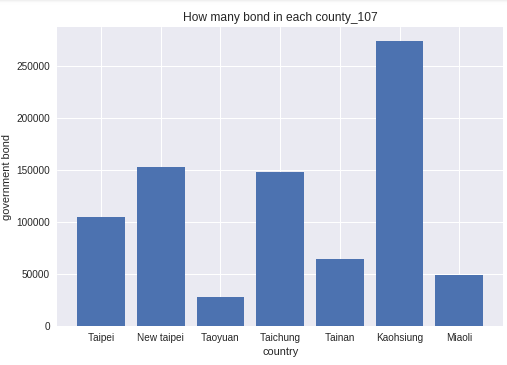 How many bond in each county_107
government bond
250000
200000
150000
100000
50000
0
Taipei New taipei Taoyuan Taichung Tainan Kaohsiung Miaoli
country